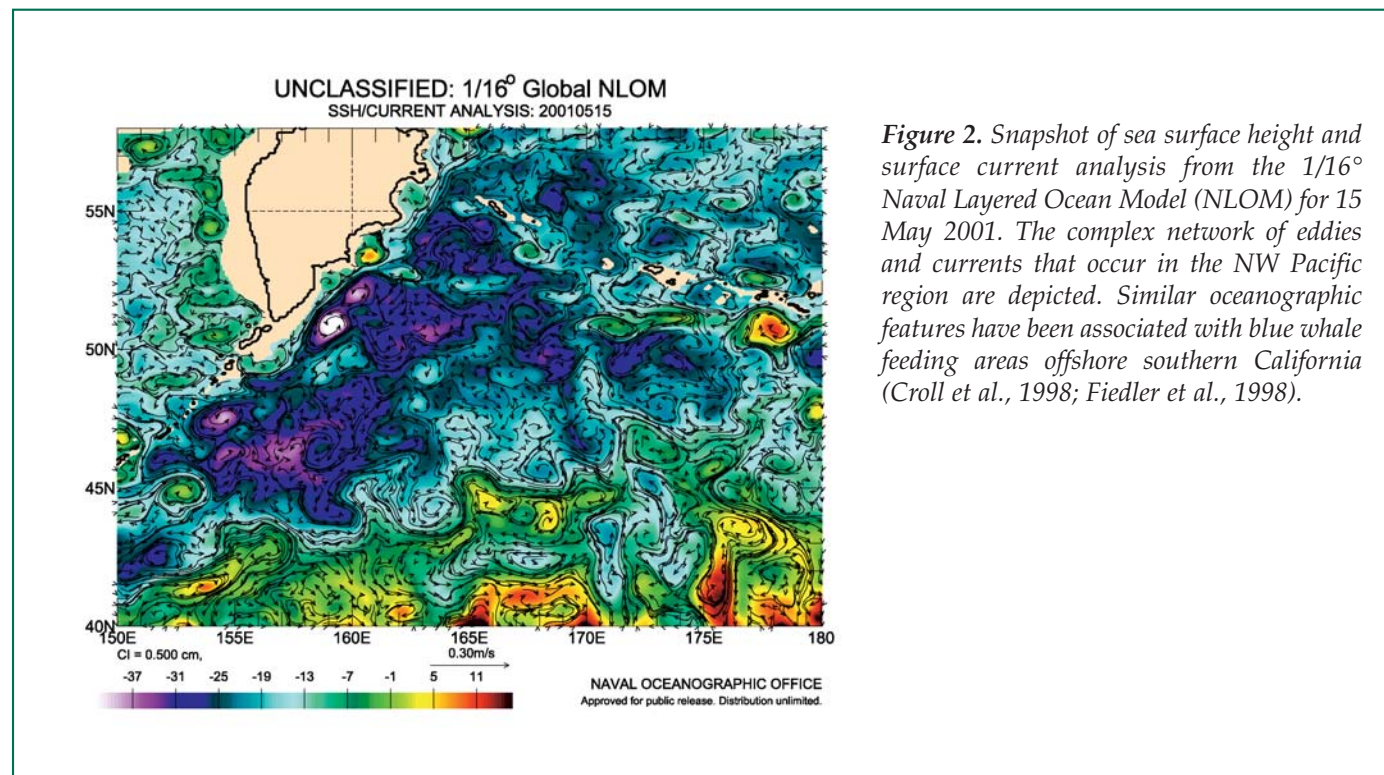 UNCLASSIFIED: 1/16° Global NLOM
SSH/CURRENT ANALYSIS: 20010515
55N
50N
45N
40N
150E 155E 160E 165E 170E 175E 180
CI = 0.500 cm,
0.30m/s
-37 -31 -25 -19 -13 -7 -1 5 11
NAVAL OCEANOGRAPHIC OFFICE
Approved for public release. Distribution unlimited.
Figure 2. Snapshot of sea surface height and
surface current analysis from the 1/16°
Naval Layered Ocean Model (NLOM) for 15
May 2001. The complex network of eddies
and currents that occur in the NW Pacific
region are depicted. Similar oceanographic
features have been associated with blue whale
feeding areas offshore southern California
(Croll et al., 1998; Fiedler et al., 1998).